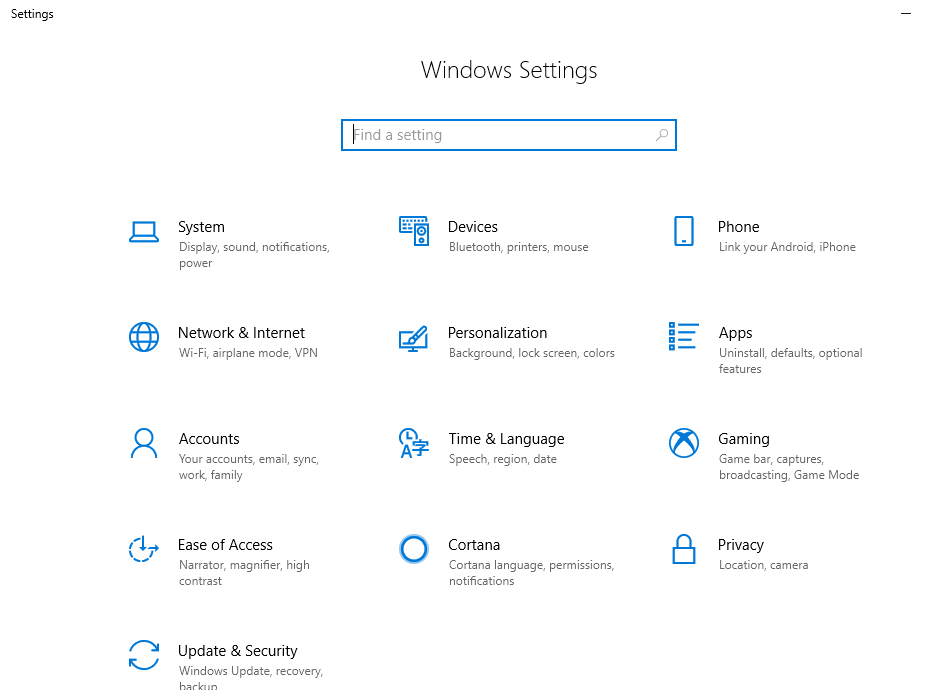 Settings
Windows Settings
Find a setting
System
Display, sound, notifications,
power
Devices
Bluetooth, printers, mouse
Phone
Link your Android, iPhone
Network & Internet
Wi-Fi, airplane mode, VPN
Personalization
Background, lock screen, colors
Apps
Uninstall, defaults, optional
features
Accounts
Your accounts, email, sync,
work, family
Time & Language
Speech, region, date
Gaming
Game bar, captures,
broadcasting, Game Mode
Ease of Access
Narrator, magnifier, high
contrast
Cortana
Cortana language, permissions,
notifications
Privacy
Location, camera
Update & Security
Windows Update, recovery,
backup